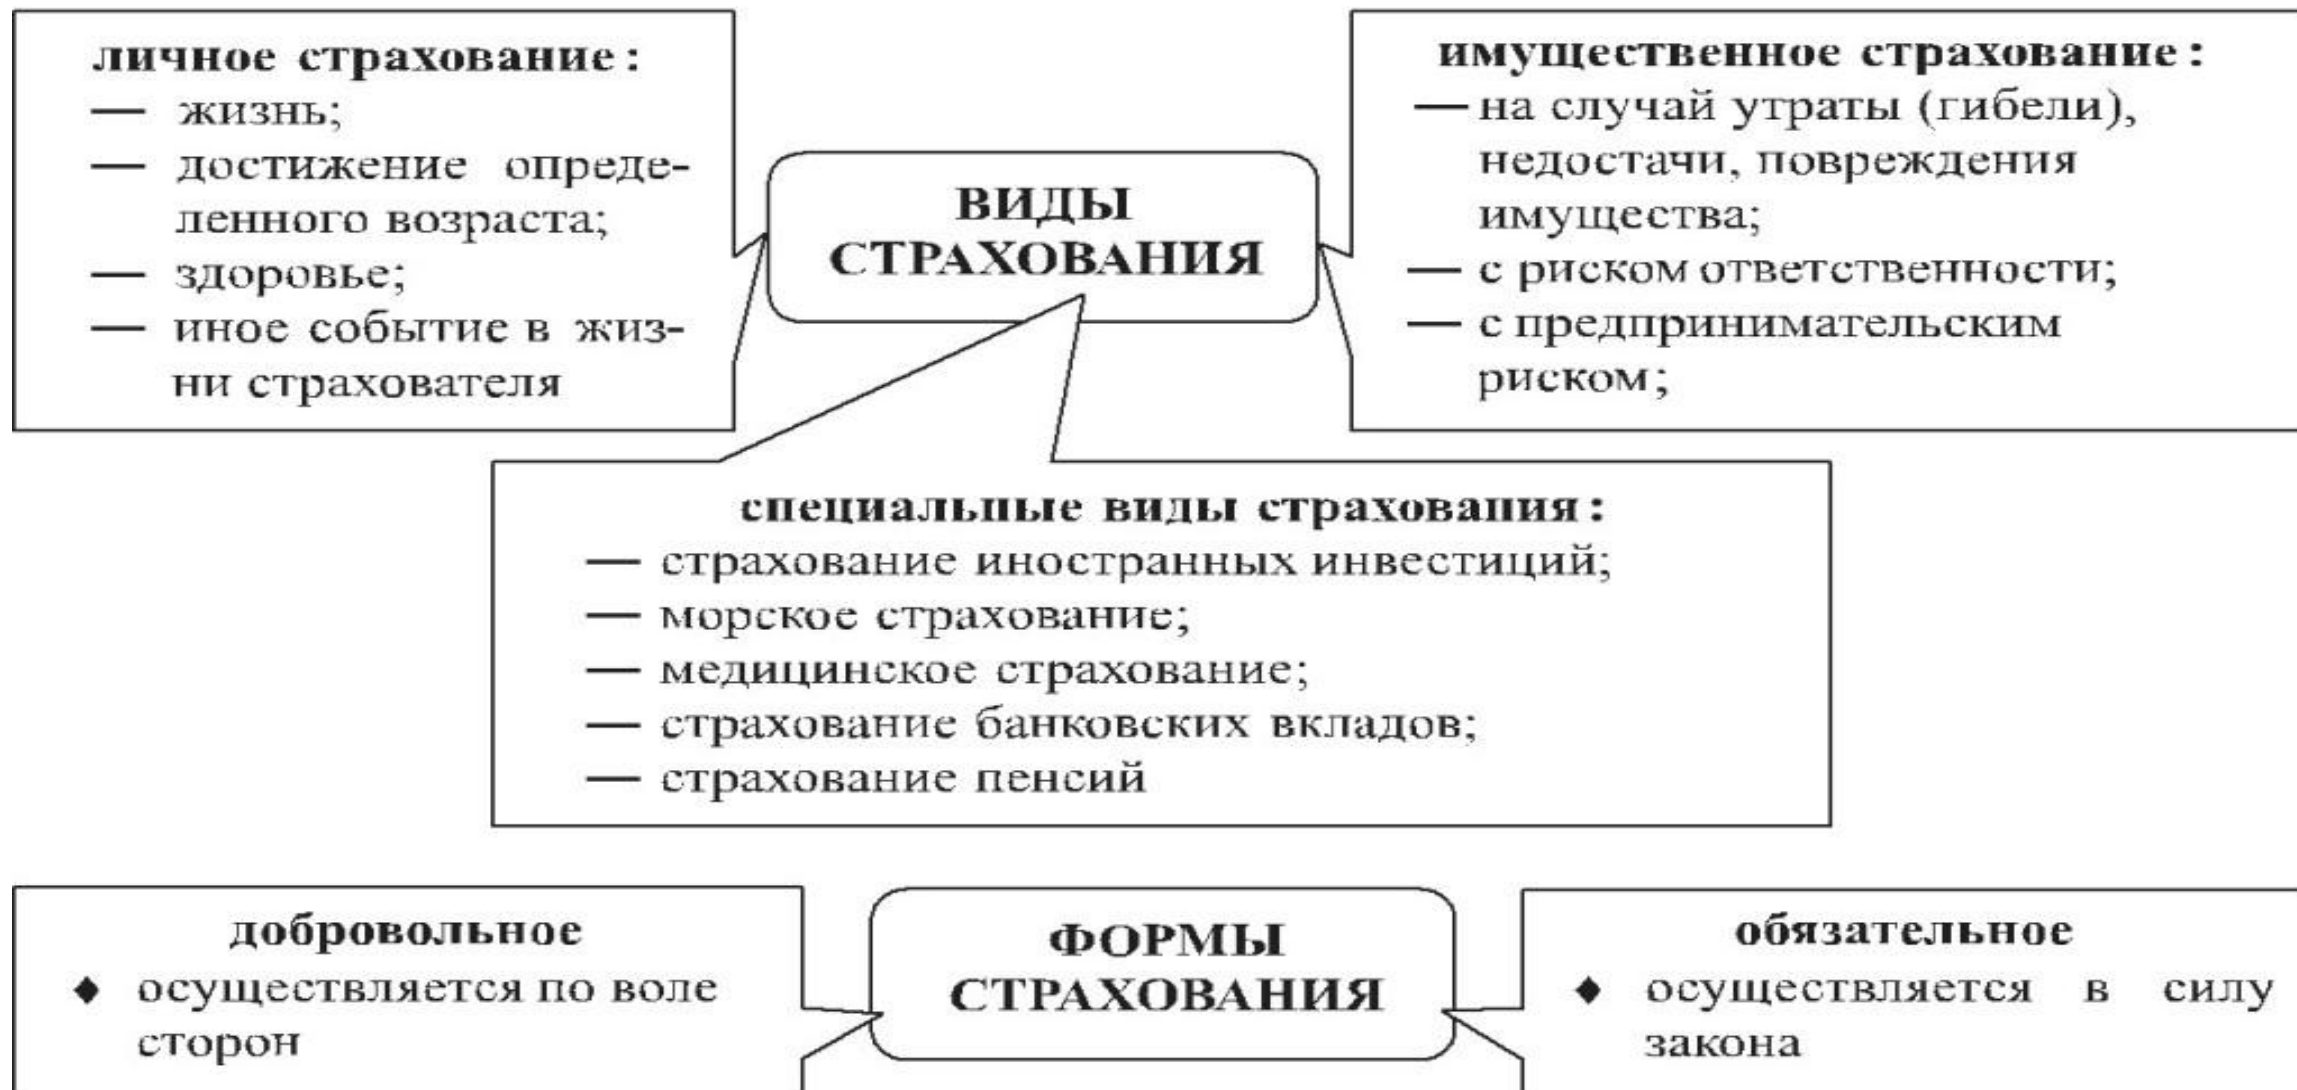 личное страхование:
— жизнь;
— достижение опреде-
ленного возраста;
— здоровье;
— иное событие в жиз-
ни страхователя
ВИДЫ
СТРАХОВАНИЯ
имущественное страхование:
— на случай утраты (гибели),
недостачи, повреждения
имущества;
— с риском ответственности;
— с предпринимательским
риском;
специальные виды страхования:
— страхование иностранных инвестиций;
— морское страхование;
— медицинское страхование;
— страхование банковских вкладов;
— страхование пенсий
добровольное
♦ осуществляется по воле
сторон
ФОРМЫ
СТРАХОВАНИЯ
обязательное
♦ осуществляется в силу
закона